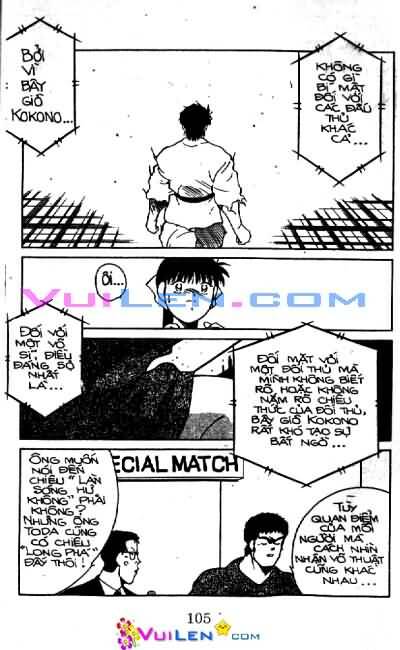 BỞI
VÌ
BÂY
GIỜ
KOKONO...
KHÔNG
CÓ GÌ
BÍ MẬT
ĐỐI VỚI
CÁC ĐẤU
THỦ
KHÁC
CẢ...
ÔI...
VUILEN.COM
ĐỐI VỚI
MỘT VÕ
SĨ, ĐIỀU
ĐÁNG SỢ
NHẤT
LÀ...
ĐỐI MẶT VỚI
MỘT ĐỐI THỦ MÀ
MÌNH KHÔNG BIẾT
RÕ HOẶC KHÔNG
NẮM RÕ CHIÊU
THỨC CỦA ĐỐI THỦ,
BÂY GIỜ KOKONO
RẤT KHÓ TẠO SỰ
BẤT NGỜ...
ECIAL MATCH
ÔNG MUỐN
NÓI ĐẾN
CHIÊU "LÀN
SÓNG HƯ
KHÔNG" PHẢI
KHÔNG?
NHƯNG ÔNG
TODA CŨNG
CÓ CHIÊU
"LONG PHA"
ĐẤY THÔI!
TÙY
QUAN ĐIỂM
CỦA MỖI
NGƯỜI MÀ
CÁCH NHÌN
NHẬN VÕ THUẬT
CŨNG KHÁC
NHAU...
105
VUILEN.COM